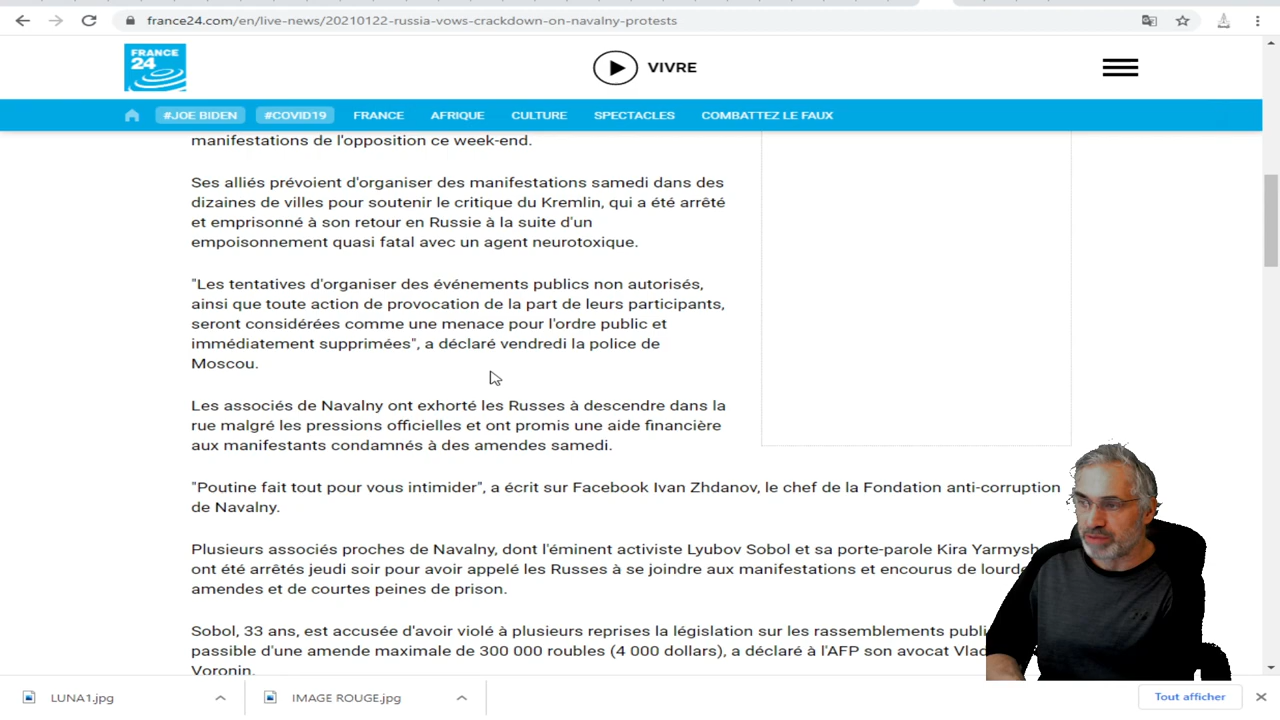 france24.com/en/live-news/20210122-russia-vows-crackdown-on-navalny-protests
FRANCE
24
VIVRE
#JOE BIDEN
#COVID19
FRANCE
AFRIQUE
CULTURE
SPECTACLES
COMBATTEZ LE FAUX
manifestations de l'opposition ce week-end.
Ses alliés prévoient d'organiser des manifestations samedi dans des
dizaines de villes pour soutenir le critique du Kremlin, qui a été arrêté
et emprisonné à son retour en Russie à la suite d'un
empoisonnement quasi fatal avec un agent neurotoxique.
"Les tentatives d'organiser des événements publics non autorisés,
ainsi que toute action de provocation de la part de leurs participants,
seront considérées comme une menace pour l'ordre public et
immédiatement supprimées", a déclaré vendredi la police de
Moscou.
Les associés de Navalny ont exhorté les Russes à descendre dans la
rue malgré les pressions officielles et ont promis une aide financière
aux manifestants condamnés à des amendes samedi.
"Poutine fait tout pour vous intimider", a écrit sur Facebook Ivan Zhdanov, le chef de la Fondation anti-corruption
de Navalny.
Plusieurs associés proches de Navalny, dont l'éminent activiste Lyubov Sobol et sa porte-parole Kira
ont été arrêtés jeudi soir pour avoir appelé les Russes à se joindre aux manifestations et encourus de
amendes et de courtes peines de prison.
Sobol, 33 ans, est accusée d'avoir violé à plusieurs reprises la législation sur les rassemblements
passible d'une amende maximale de 300 000 roubles (4 000 dollars), a déclaré à l'AFP son avocat
Voronin.
LUNA1.jpg
IMAGE ROUGE.jpg
Tout afficher